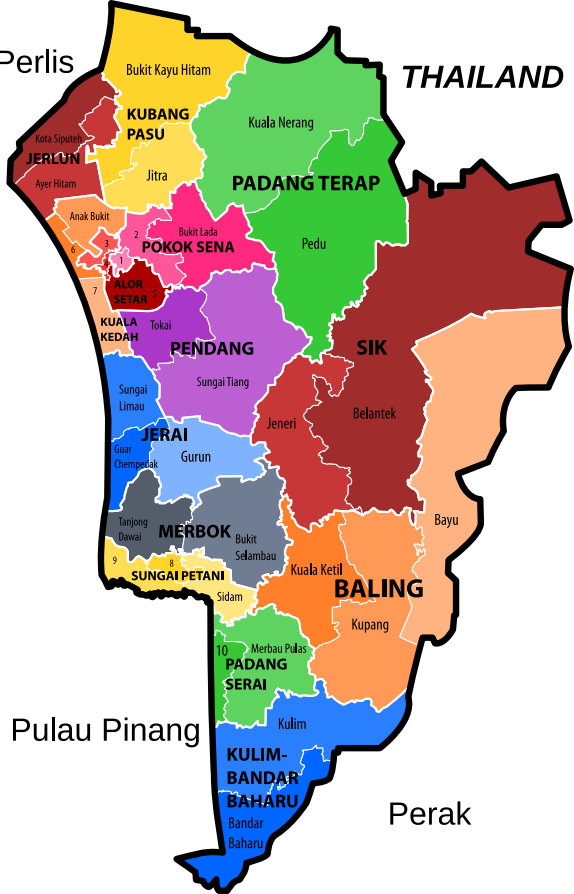 Perlis
THAILAND
Bukit Kayu Hitam
KUBANG
PASU
Kuala Nerang
Kota Siputeh
JERLUN
Ayer Hitam
Jitra
PADANG TERAP
Anak Bukit
2
Bukit Lada
POKOK SENA
Pedu
6
3
1
7
ALOR
SETAR
5
KUALA
KEDAH
Tokai
PENDANG
SIK
Sungai Tiang
Sungai
Limau
Belantek
Jeneri
JERAI
Guar
Chempedak
Gurun
Tanjong
Dawai
MERBOK
Bukit
Selambau
Bayu
9
8
SUNGAI PETANI
Kuala Ketil
BALING
Sidam
Kupang
10
Merbau Pulas
PADANG
SERAI
Pulau Pinang
Kulim
KULIM-
BANDAR
BAHARU
Bandar
Baharu
Perak